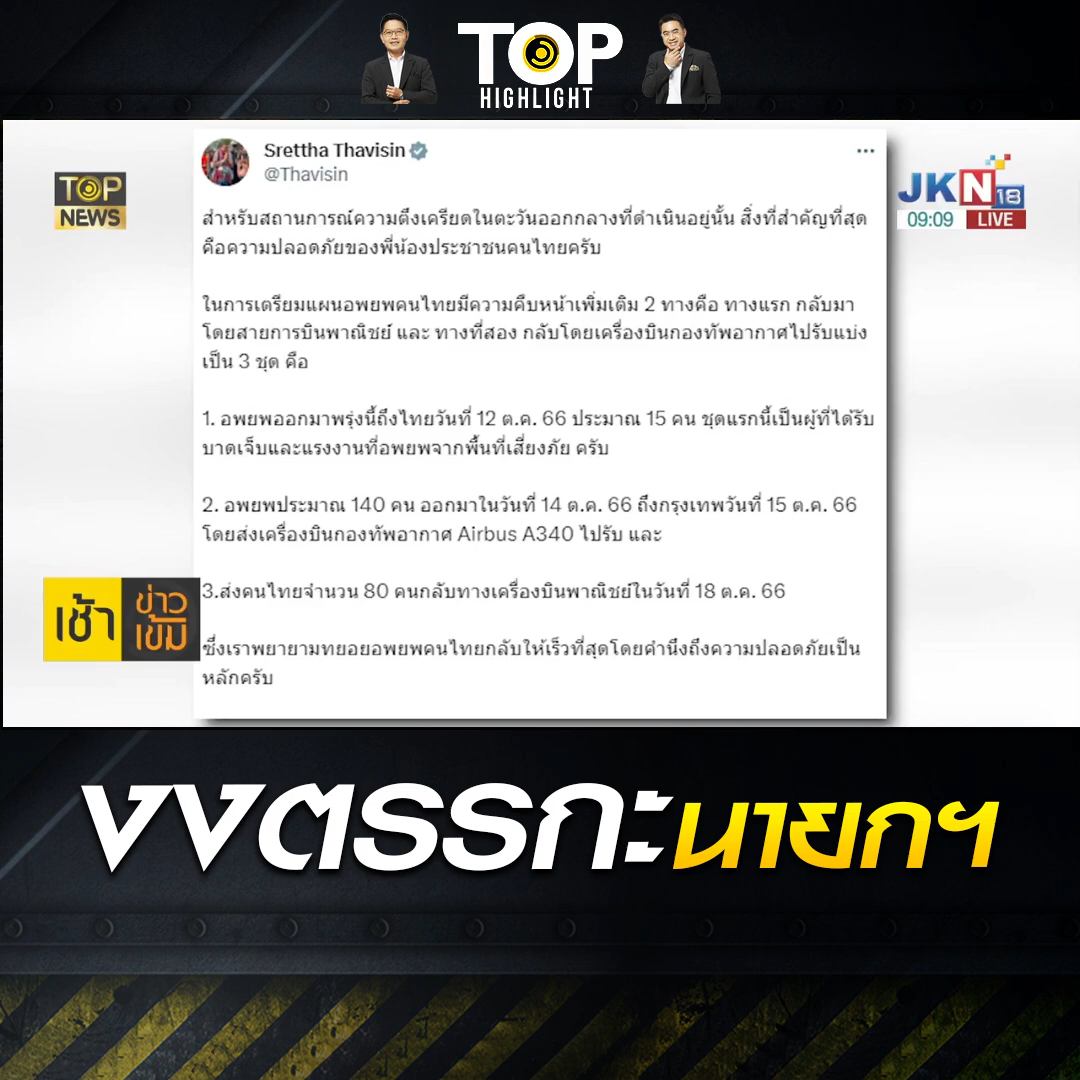 TOP
HIGHLIGHT
Srettha Thavisin
@Thavisin
TOP
NEWS
JKN18
09:09 LIVE
สำหรับสถานการณ์ความตึงเครียดในตะวันออกกลางที่ดำเนินอยู่นั้น สิ่งที่สำคัญที่สุด
คือความปลอดภัยของพี่น้องประชาชนคนไทยครับ
ในการเตรียมแผนอพยพคนไทยมีความคืบหน้าเพิ่มเติม 2 ทางคือ ทางแรก กลับมา
โดยสายการบินพาณิชย์ และ ทางที่สอง กลับโดยเครื่องบินกองทัพอากาศไปรับแบ่ง
เป็น 3 ชุด คือ
1. อพยพออกมาพรุ่งนี้ถึงไทยวันที่ 12 ต.ค. 66 ประมาณ 15 คน ชุดแรกนี้เป็นผู้ที่ได้รับ
บาดเจ็บและแรงงานที่อพยพจากพื้นที่เสี่ยงภัย ครับ
2. อพยพประมาณ 140 คน ออกมาในวันที่ 14 ต.ค. 66 ถึงกรุงเทพวันที่ 15 ต.ค. 66
โดยส่งเครื่องบินกองทัพอากาศ Airbus A340 ไปรับ และ
3.ส่งคนไทยจำนวน 80 คนกลับทางเครื่องบินพาณิชย์ในวันที่ 18 ต.ค. 66
ซึ่งเราพยายามทยอยอพยพคนไทยกลับให้เร็วที่สุดโดยคำนึงถึงความปลอดภัยเป็น
หลักครับ
เช้า ข่าว
เข้ม
งงตรรกะนายกฯ